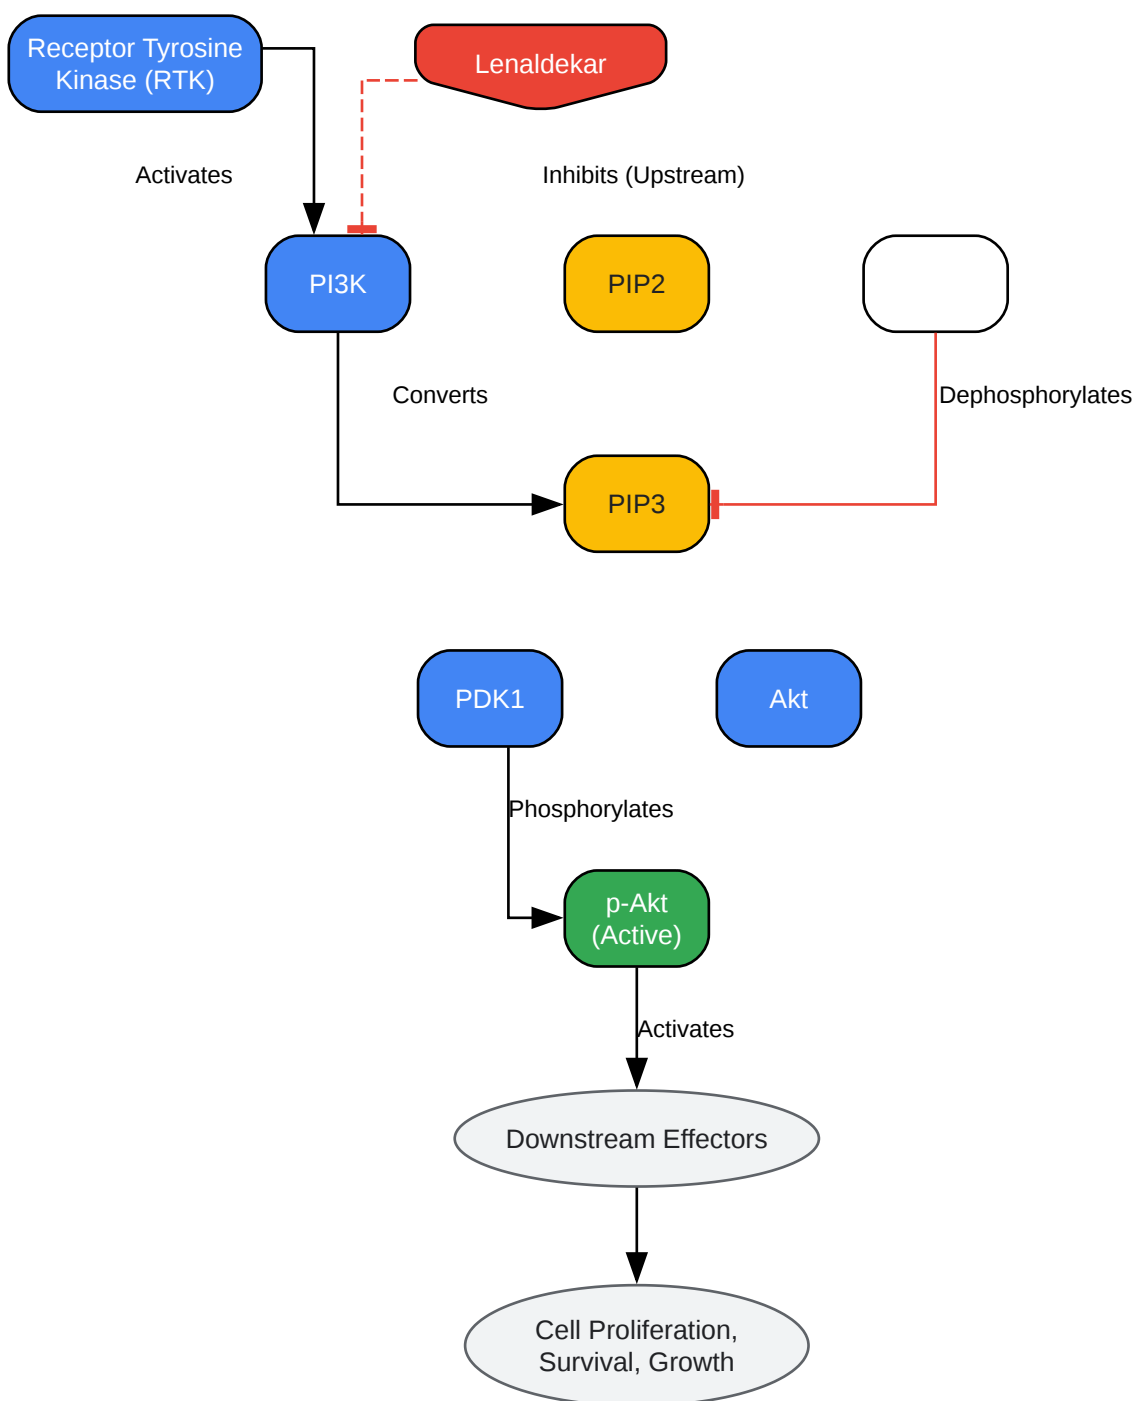 Receptor Tyrosine
Kinase (RTK)
Lenaldekar
Activates
Inhibits (Upstream)
PI3K
PIP2
Converts
Dephosphorylates
PIP3
PDK1
Akt
Phosphorylates
p-Akt
(Active)
Activates
Downstream Effectors
Cell Proliferation,
Survival, Growth